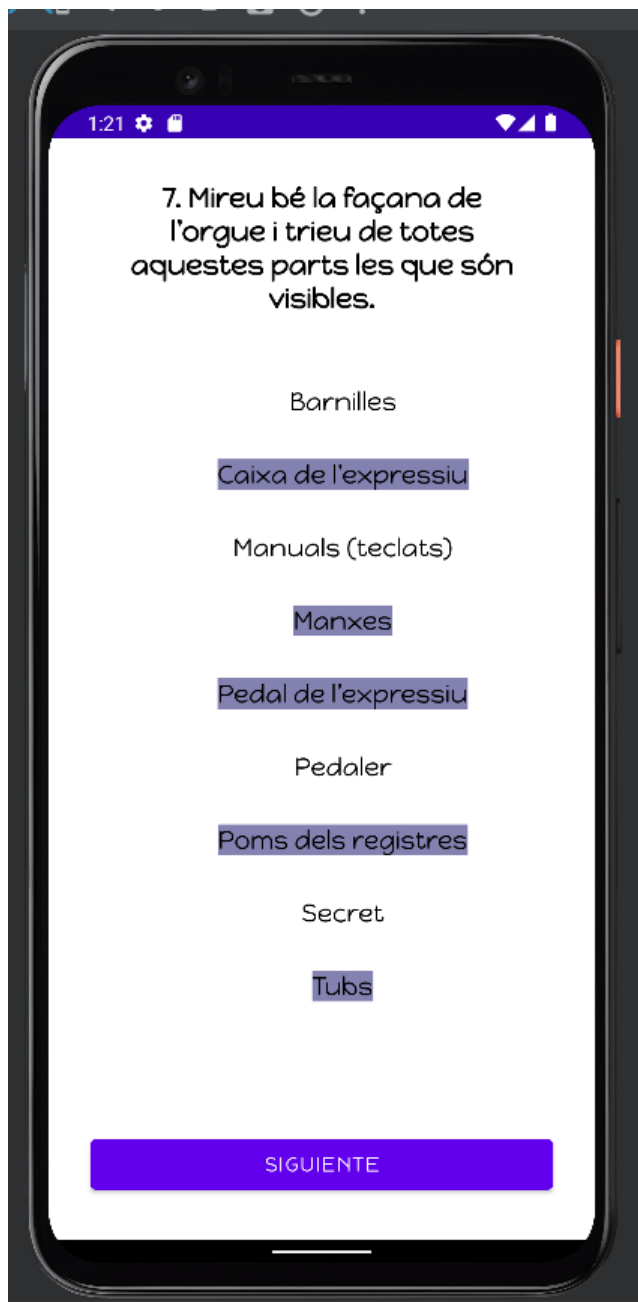 1:21
7. Mireu bé la façana de
l'orgue i trieu de totes
aquestes parts les que són
visibles.
Barnilles
Caixa de l'expressiu
Manuals (teclats)
Manxes
Pedal de l'expressiu
Pedaler
Poms dels registres
Secret
Tubs
SIGUIENTE